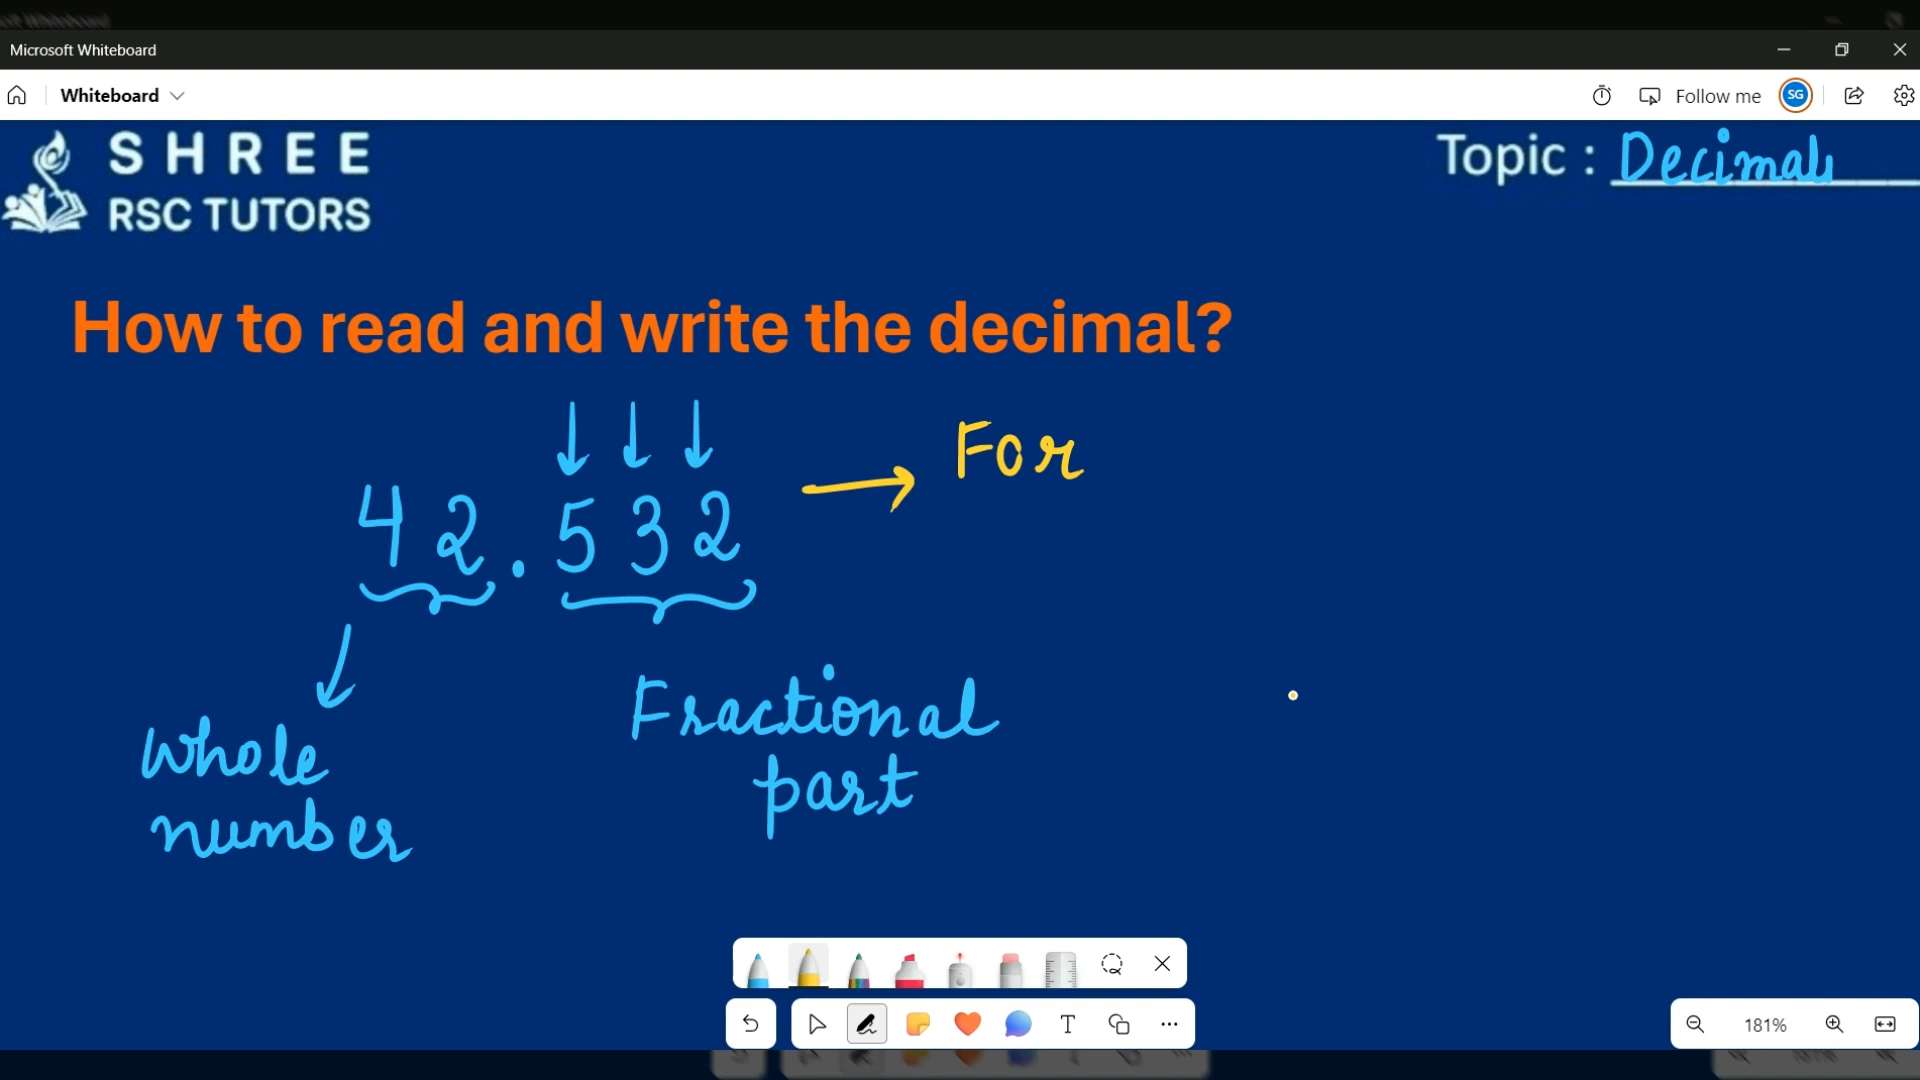 Microsoft Whiteboard
Whiteboard
Follow me
SG
SHREE
RSC TUTORS
Topic : Decimals
How to read and write the decimal?
42.532
For
Whole
number
Fractional
part
T
181%